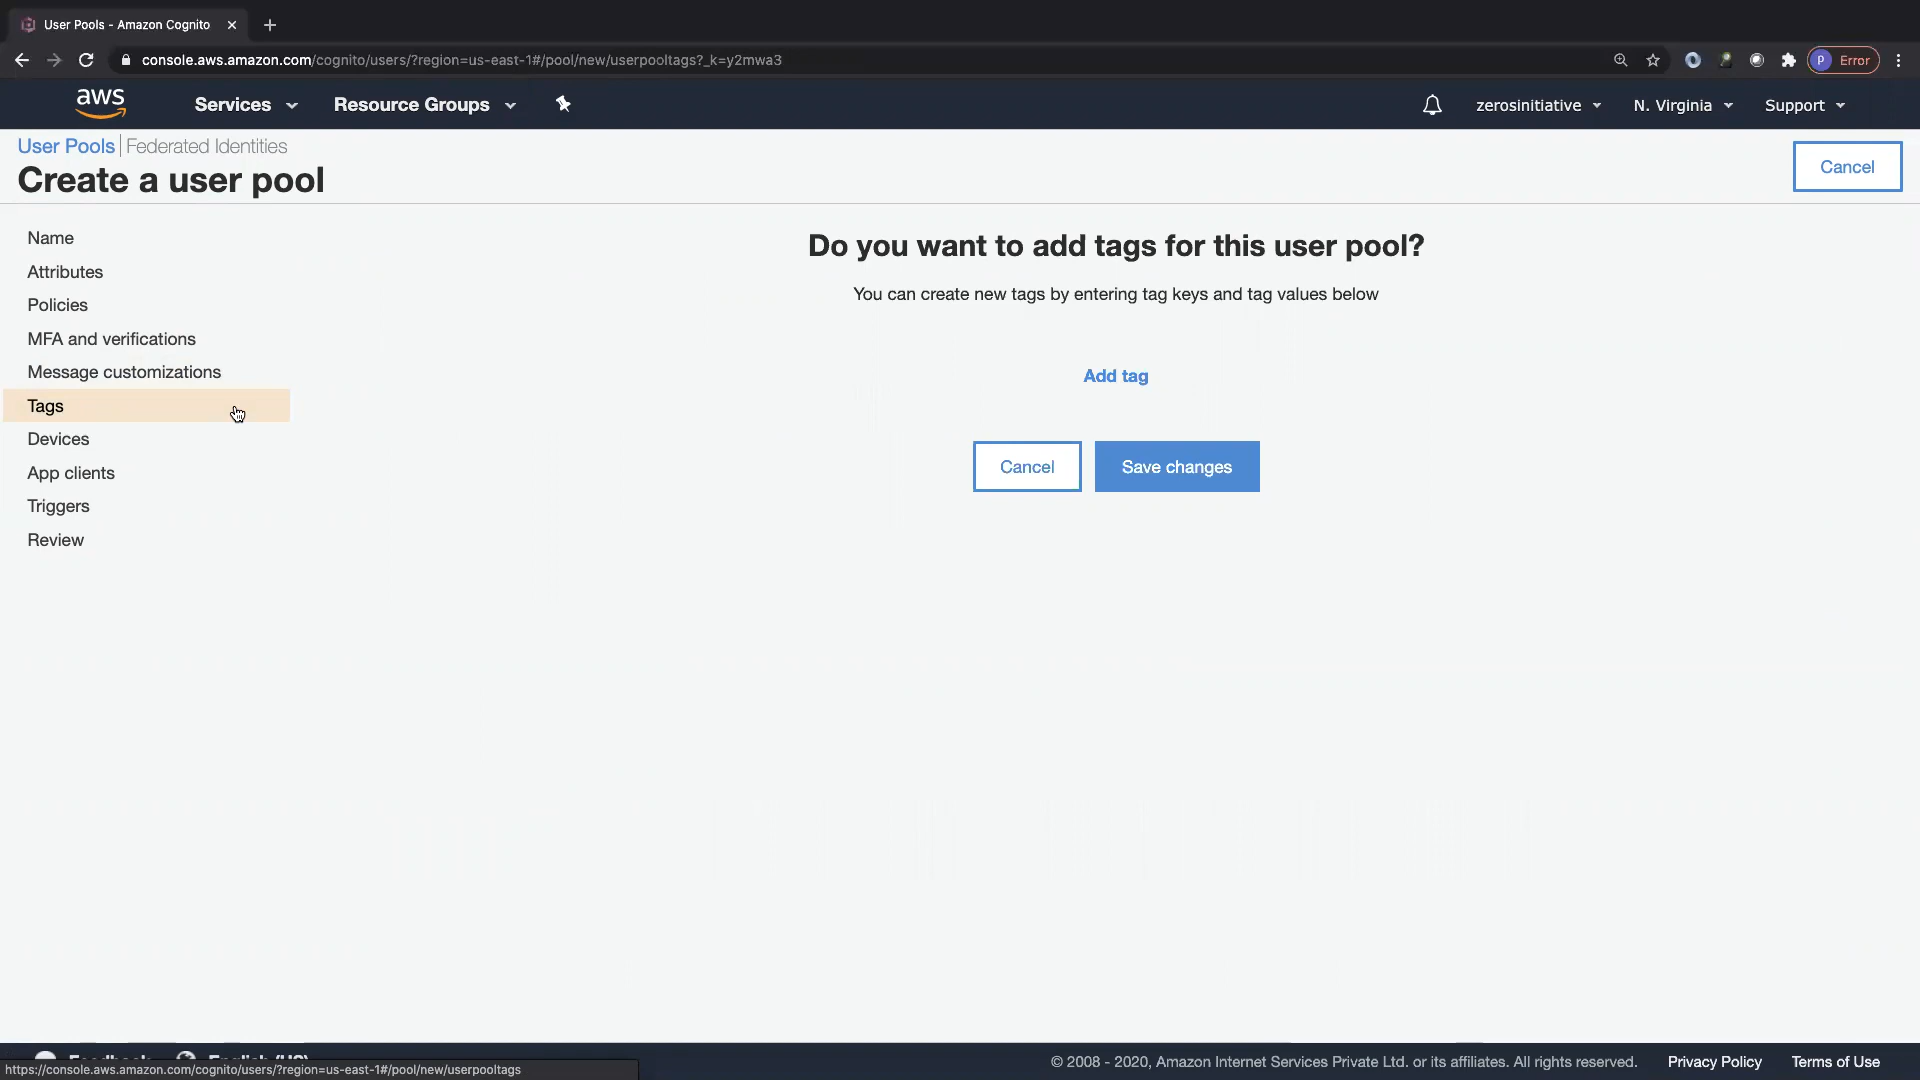 User Pools - Amazon Cognito
console.aws.amazon.com/cognito/users/?region=us-east-1#/pool/new/userpooltags?_k=y2mwa3
P Error
aws Services Resource Groups zerosinitiative N. Virginia Support
User Pools Federated Identities
Create a user pool
Cancel
Name
Attributes
Policies
MFA and verifications
Message customizations
Tags
Devices
App clients
Triggers
Review
Do you want to add tags for this user pool?
You can create new tags by entering tag keys and tag values below
Add tag
Cancel Save changes
Feedback English (US)
© 2008 - 2020, Amazon Internet Services Private Ltd. or its affiliates. All rights reserved. Privacy Policy Terms of Use
https://console.aws.amazon.com/cognito/users/?region=us-east-1#/pool/new/userpooltags